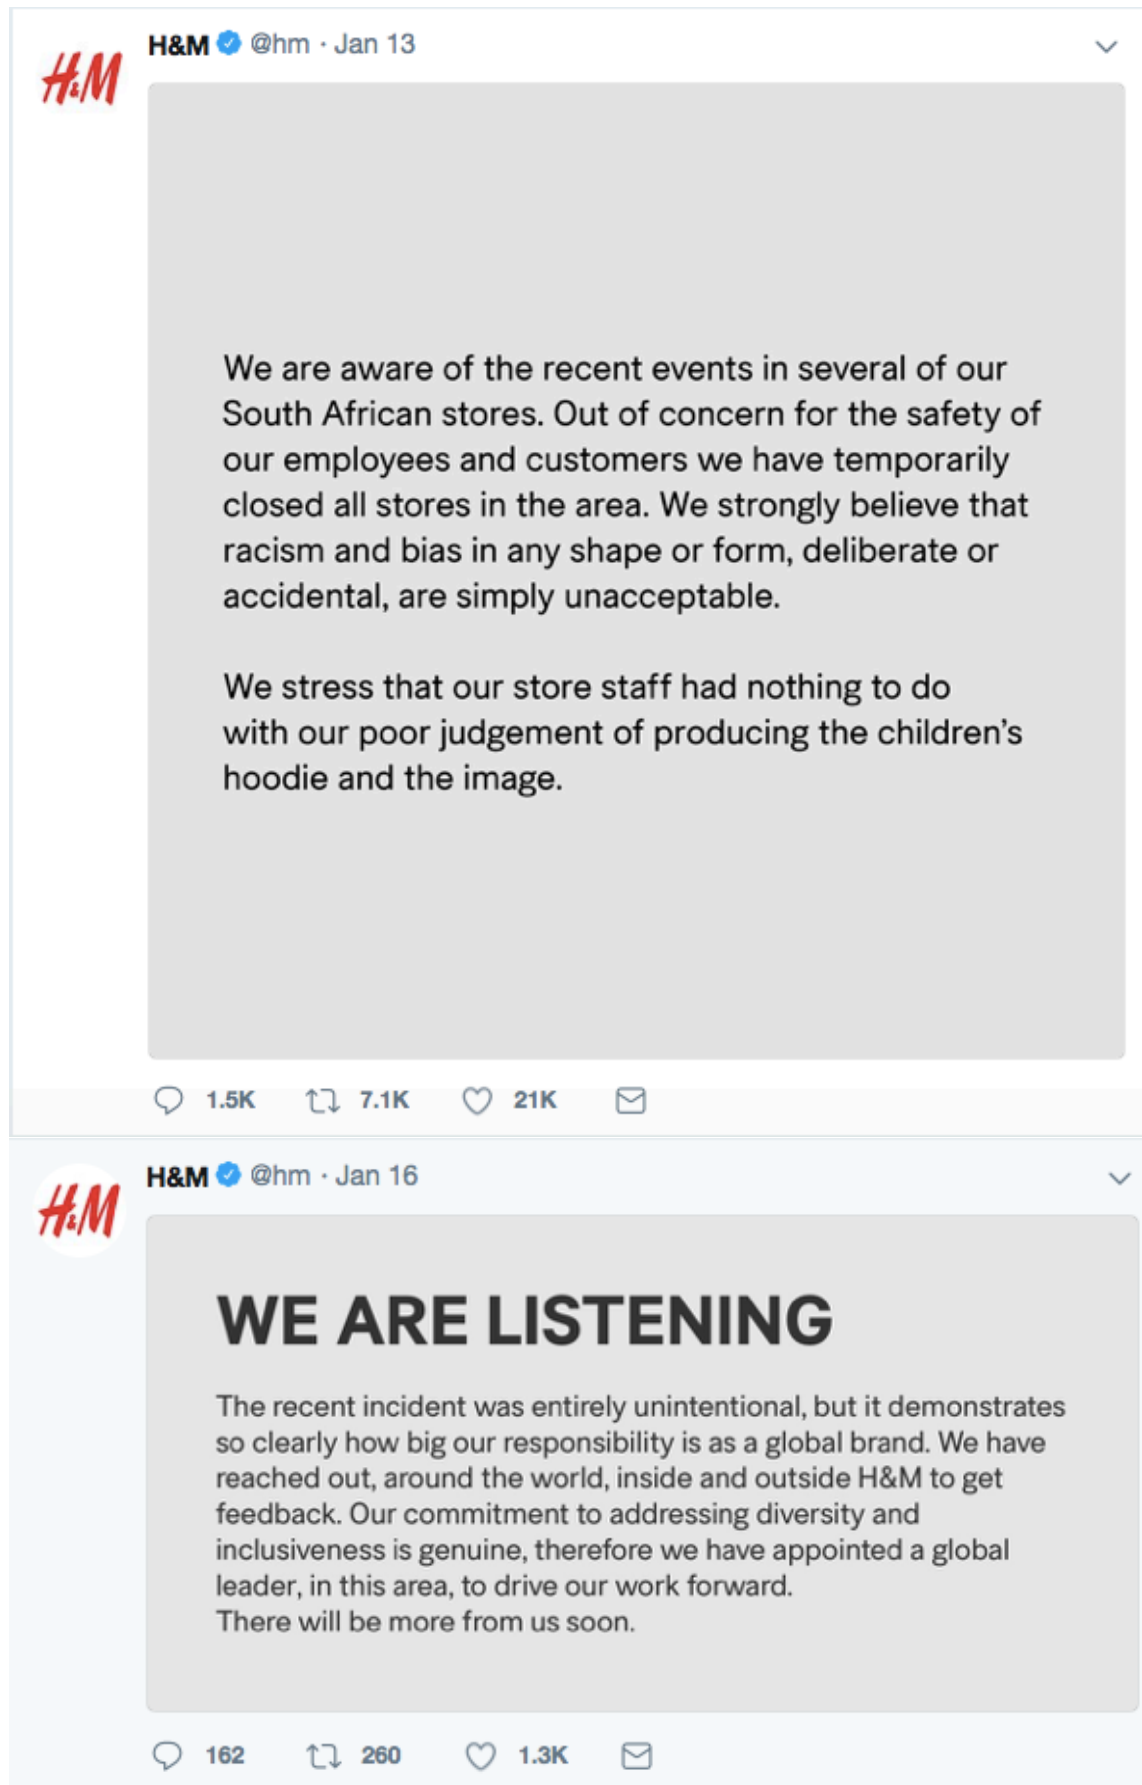 H&M
H&M @hm · Jan 13
We are aware of the recent events in several of our
South African stores. Out of concern for the safety of
our employees and customers we have temporarily
closed all stores in the area. We strongly believe that
racism and bias in any shape or form, deliberate or
accidental, are simply unacceptable.
We stress that our store staff had nothing to do
with our poor judgement of producing the children's
hoodie and the image.
1.5K 7.1K 21K
H&M
H&M @hm · Jan 16
WE ARE LISTENING
The recent incident was entirely unintentional, but it demonstrates
so clearly how big our responsibility is as a global brand. We have
reached out, around the world, inside and outside H&M to get
feedback. Our commitment to addressing diversity and
inclusiveness is genuine, therefore we have appointed a global
leader, in this area, to drive our work forward.
There will be more from us soon.
162 260 1.3K